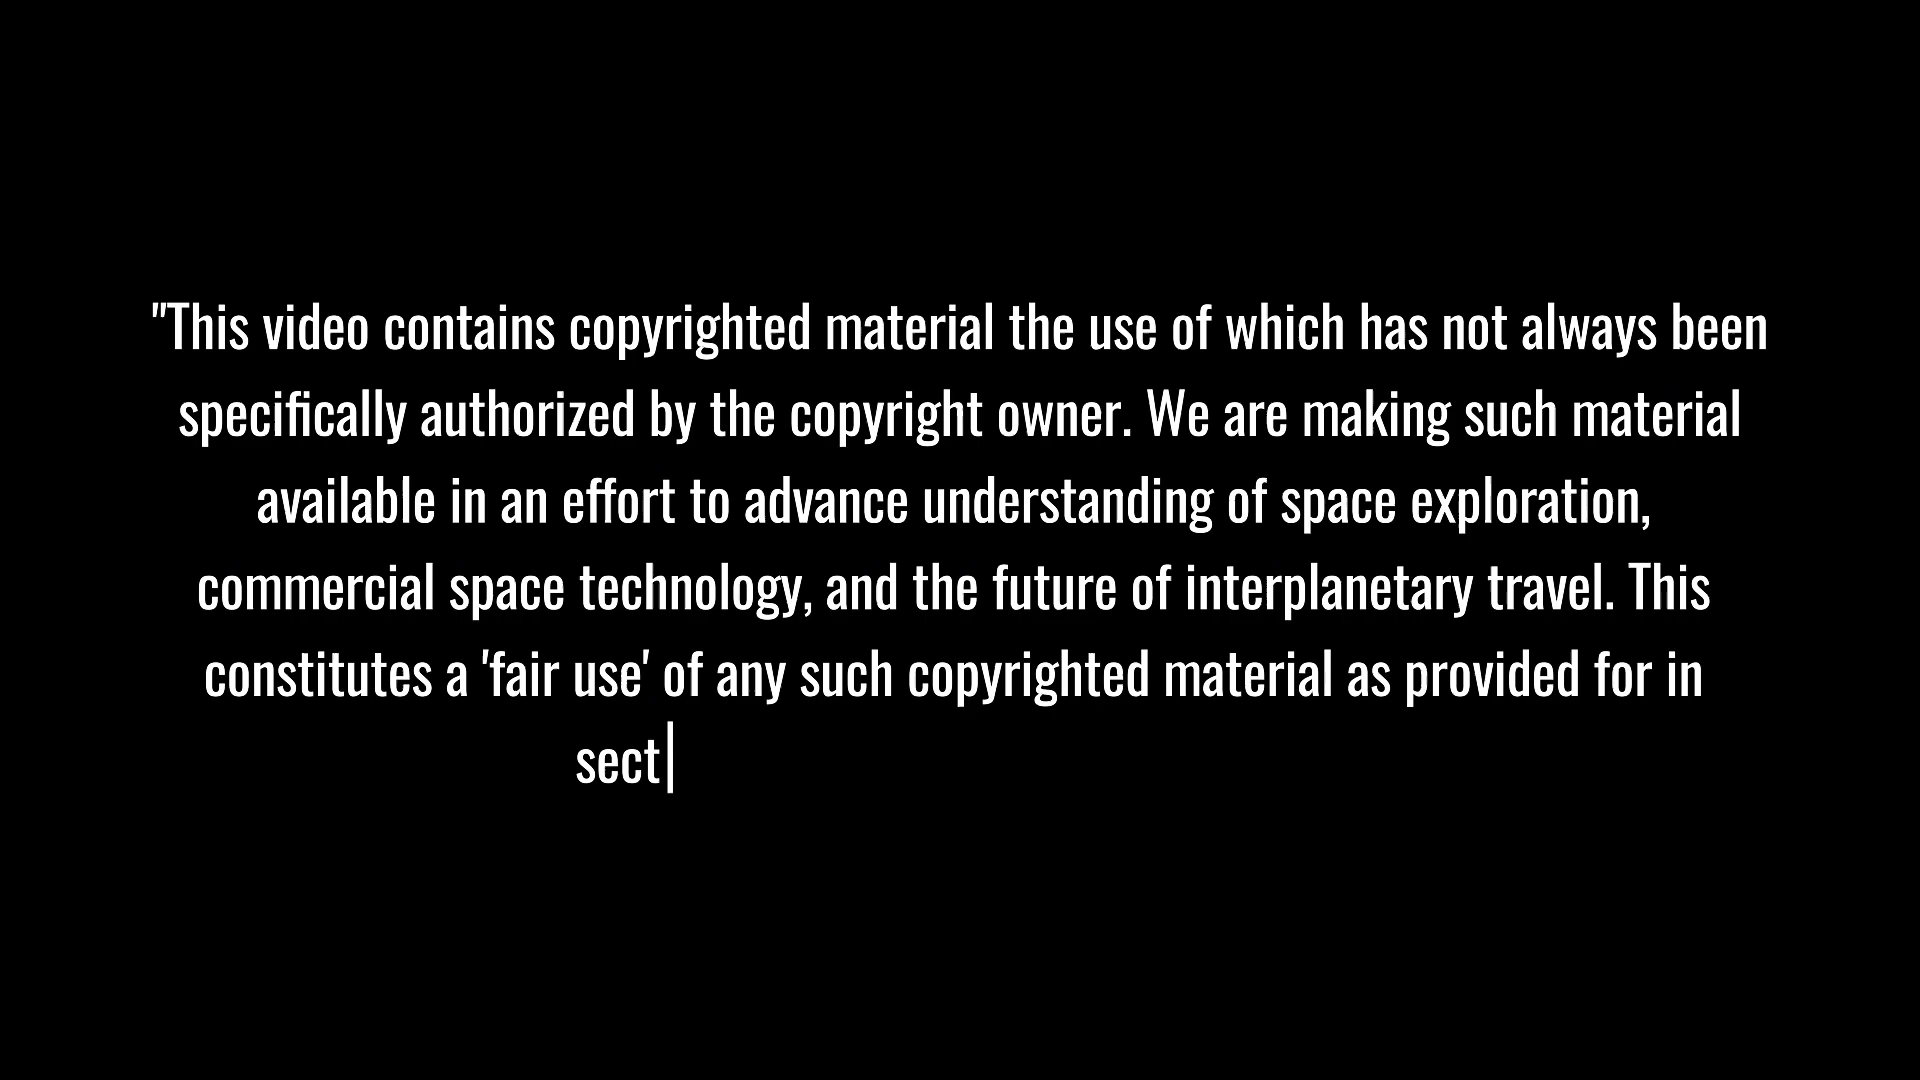 "This video contains copyrighted material the use of which has not always been
specifically authorized by the copyright owner. We are making such material
available in an effort to advance understanding of space exploration,
commercial space technology, and the future of interplanetary travel. This
constitutes a 'fair use' of any such copyrighted material as provided for in
sect